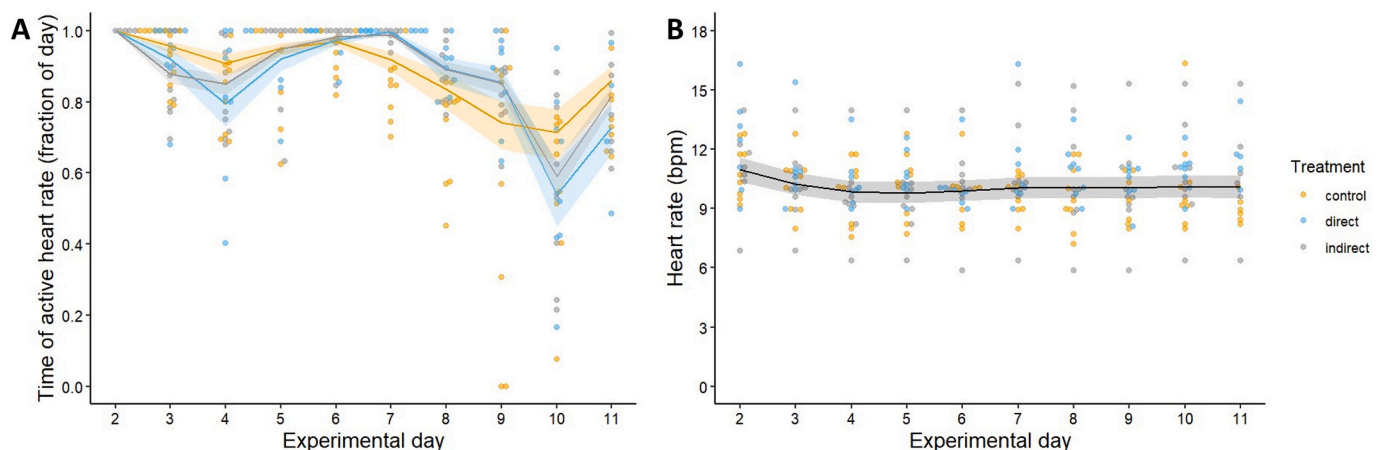 A
Time of active heart rate (fraction of day)
1.0
0.8
0.6
0.4
0.2
0.0
2 3 4 5 6 7 8 9 10 11
Experimental day
B
Heart rate (bpm)
18
15
12
9
6
3
0
2 3 4 5 6 7 8 9 10 11
Experimental day
Treatment
control
direct
indirect